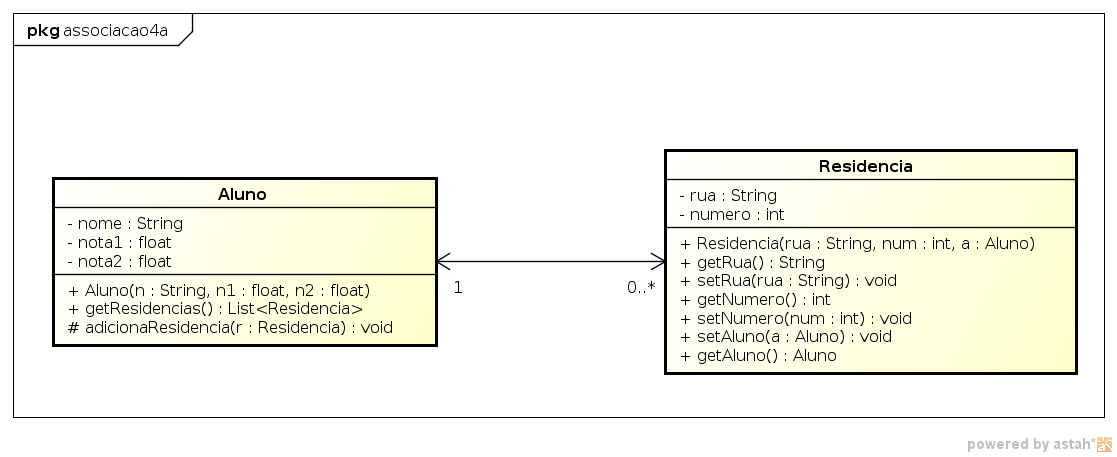 pkg associacao4a
Aluno
- nome : String
- nota1 : float
- nota2 : float
+ Aluno(n : String, n1 : float, n2 : float)
+ getResidencias() : List<Residencia>
# adicionaResidencia(r : Residencia) : void
1
0..*
Residencia
- rua : String
- numero : int
+ Residencia(rua : String, num : int, a : Aluno)
+ getRua() : String
+ setRua(rua : String) : void
+ getNumero() : int
+ setNumero(num : int) : void
+ setAluno(a : Aluno) : void
+ getAluno() : Aluno
powered by astah*